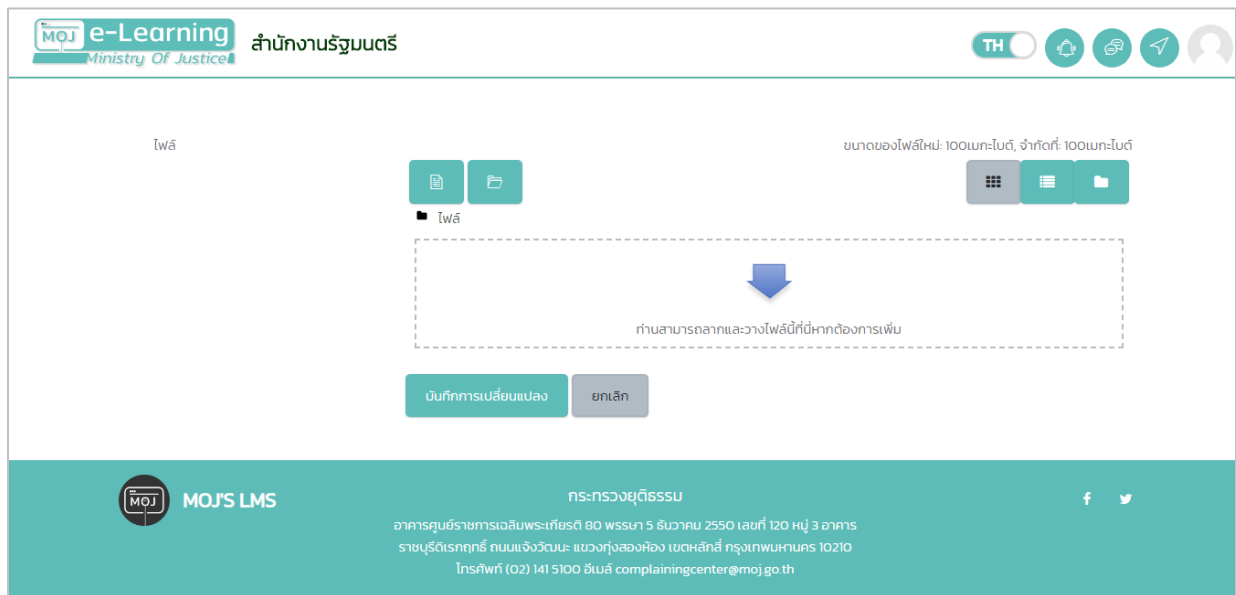 MOJ e-Learning
Ministry Of Justice
สำนักงานรัฐมนตรี
TH
ไฟล์
ขนาดของไฟล์ใหม่: 100เมกะไบต์, จำกัดที่: 100เมกะไบต์
ไฟล์
ท่านสามารถลากและวางไฟล์นี้ที่นี่หากต้องการเพิ่ม
บันทึกการเปลี่ยนแปลง
ยกเลิก
MOJ
MOJ'S LMS
กระทรวงยุติธรรม
อาคารศูนย์ราชการเฉลิมพระเกียรติ 80 พรรษา 5 ธันวาคม 2550 เลขที่ 120 หมู่ 3 อาคาร
ราชบุรีดิเรกฤทธิ์ ถนนแจ้งวัฒนะ แขวงทุ่งสองห้อง เขตหลักสี่ กรุงเทพมหานคร 10210
โทรศัพท์ (02) 141 5100 อีเมล์ complainingcenter@moj.go.th